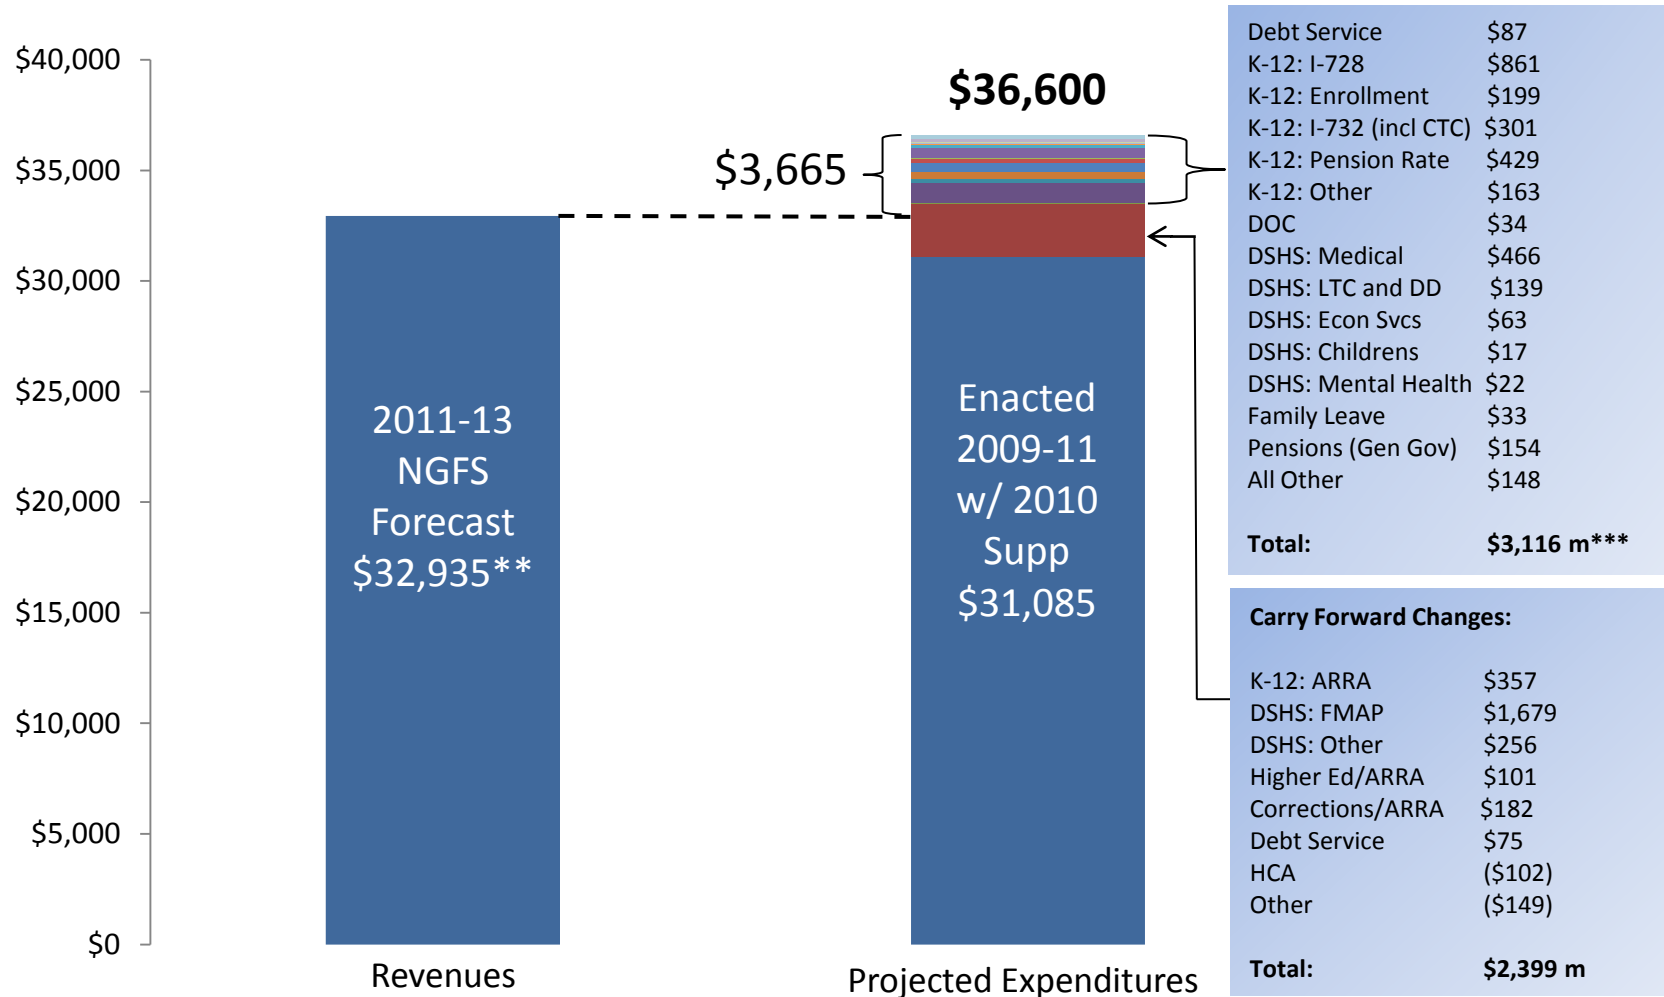 $40,000
$35,000
$30,000
$25,000
$20,000
$15,000
$10,000
$5,000
$0
2011-13
NGFS
Forecast
$32,935**
Revenues
$36,600
$3,665
Enacted
2009-11
w/ 2010
Supp
$31,085
Projected Expenditures
Debt Service $87
K-12: I-728 $861
K-12: Enrollment $199
K-12: I-732 (incl CTC) $301
K-12: Pension Rate $429
K-12: Other $163
DOC $34
DSHS: Medical $466
DSHS: LTC and DD $139
DSHS: Econ Svcs $63
DSHS: Childrens $17
DSHS: Mental Health $22
Family Leave $33
Pensions (Gen Gov) $154
All Other $148
Total: $3,116 m***
Carry Forward Changes:
K-12: ARRA $357
DSHS: FMAP $1,679
DSHS: Other $256
Higher Ed/ARRA $101
Corrections/ARRA $182
Debt Service $75
HCA ($102)
Other ($149)
Total: $2,399 m